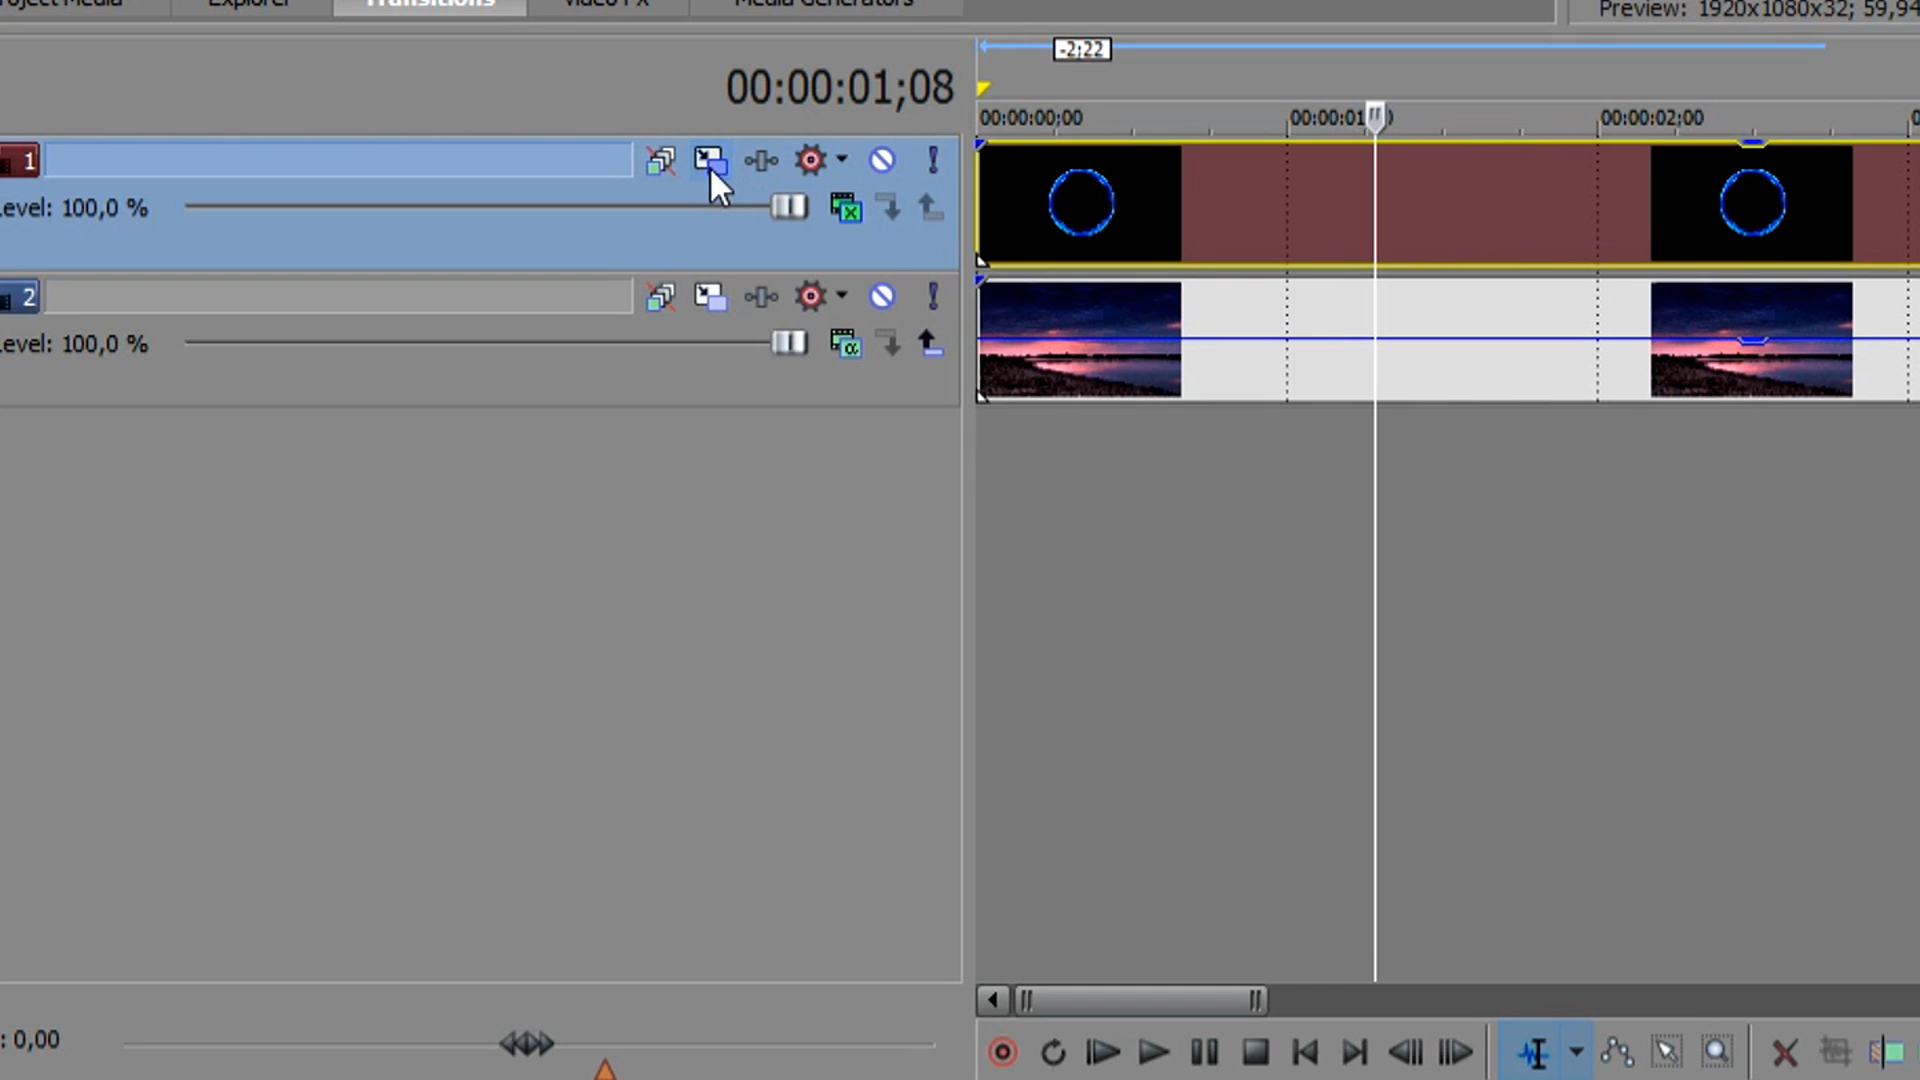 Project Media Explorer Transitions Video FX Media Generators
Preview: 1920x1080x32; 59,94
-2;22
00:00:01;08
00:00:00;00 00:00:01 00:00:02;00
1
Level: 100,0 %
2
Level: 100,0 %
: 0,00